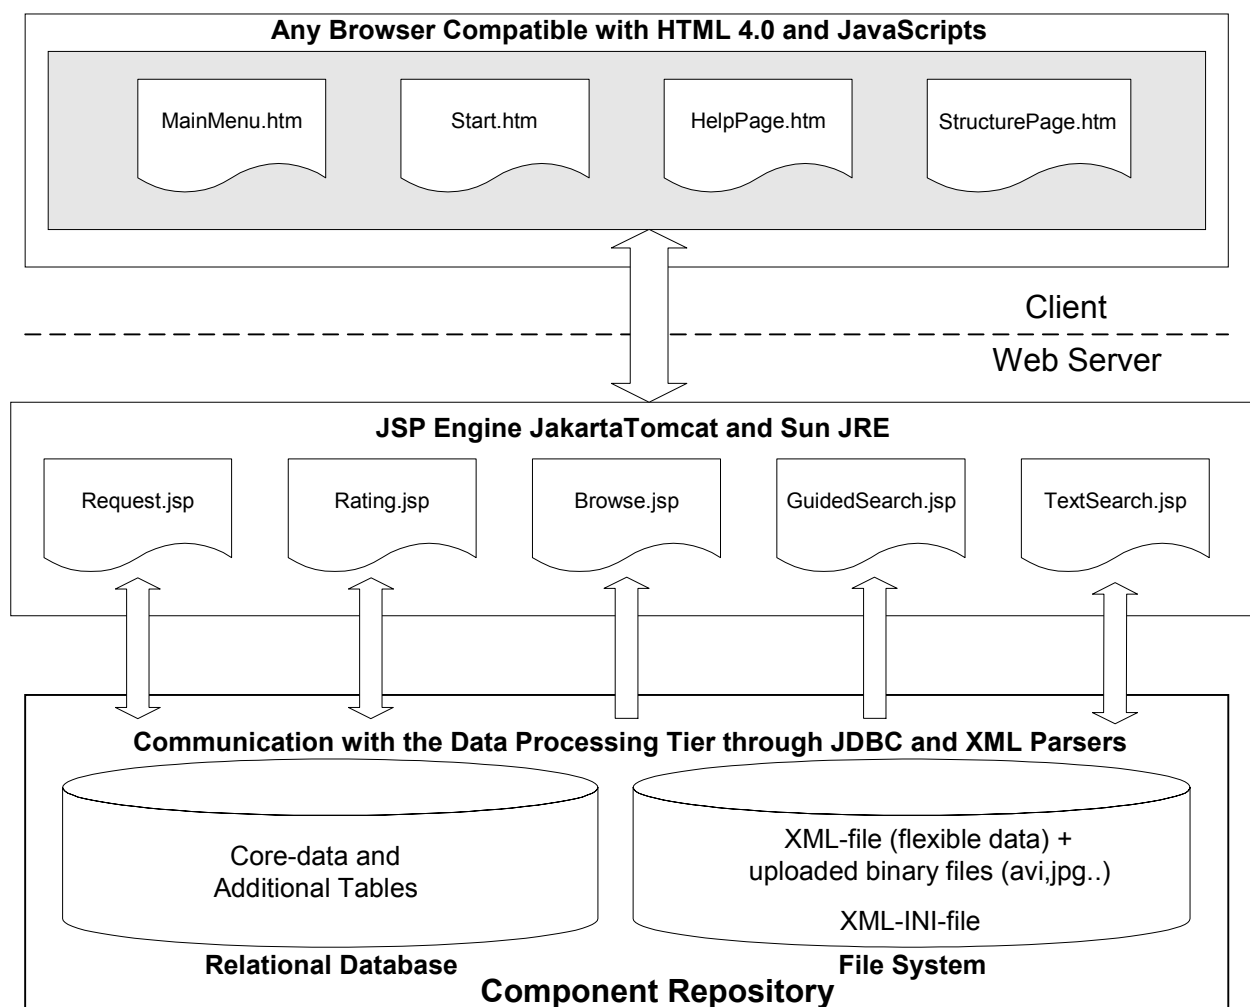 Any Browser Compatible with HTML 4.0 and JavaScripts
MainMenu.htm
Start.htm
HelpPage.htm
StructurePage.htm
Client
Web Server
JSP Engine JakartaTomcat and Sun JRE
Request.jsp
Rating.jsp
Browse.jsp
GuidedSearch.jsp
TextSearch.jsp
Communication with the Data Processing Tier through JDBC and XML Parsers
Core-data and
Additional Tables
XML-file (flexible data) +
uploaded binary files (avi,jpg..)
XML-INI-file
Relational Database
File System
Component Repository